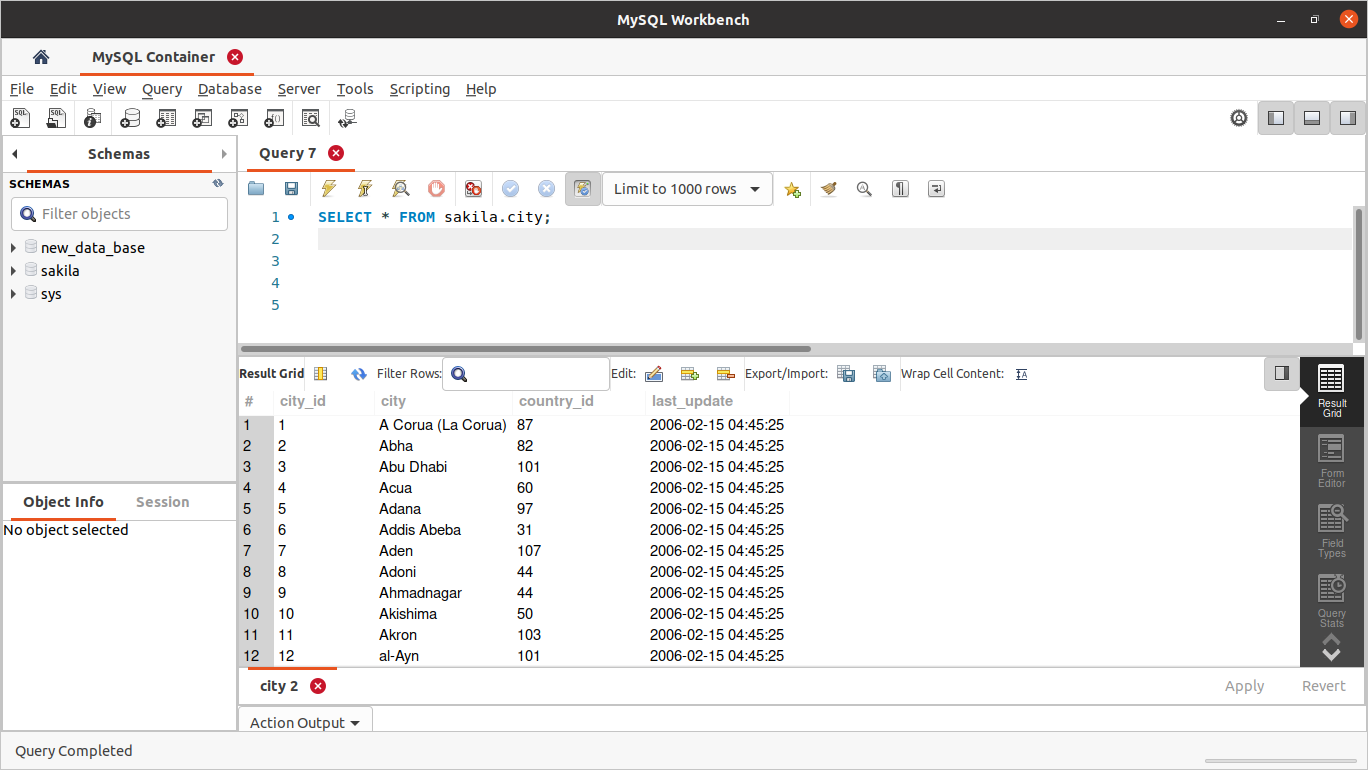 MySQL Workbench
MySQL Container
File Edit View Query Database Server Tools Scripting Help
Schemas
SCHEMAS
Filter objects
new_data_base
sakila
sys
Object Info Session
No object selected
Query 7
Limit to 1000 rows
1 SELECT * FROM sakila.city;
2
3
4
5
Result Grid Filter Rows: Edit: Export/Import: Wrap Cell Content:
# city_id city country_id last_update
1 1 A Corua (La Corua) 87 2006-02-15 04:45:25
2 2 Abha 82 2006-02-15 04:45:25
3 3 Abu Dhabi 101 2006-02-15 04:45:25
4 4 Acua 60 2006-02-15 04:45:25
5 5 Adana 97 2006-02-15 04:45:25
6 6 Addis Abeba 31 2006-02-15 04:45:25
7 7 Aden 107 2006-02-15 04:45:25
8 8 Adoni 44 2006-02-15 04:45:25
9 9 Ahmadnagar 44 2006-02-15 04:45:25
10 10 Akishima 50 2006-02-15 04:45:25
11 11 Akron 103 2006-02-15 04:45:25
12 12 al-Ayn 101 2006-02-15 04:45:25
Result
Grid
Form
Editor
Field
Types
Query
Stats
city 2
Apply Revert
Action Output
Query Completed